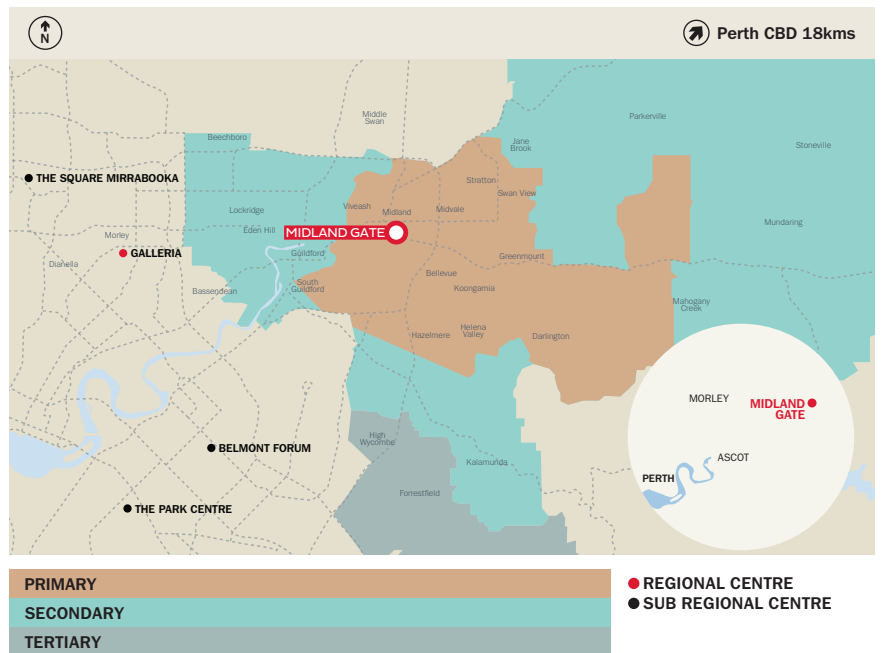 N
Perth CBD 18kms
Middle
Swan
Parkerville
Beechboro
Jane
Brook
Stoneville
THE SQUARE MIRRABOOKA
Stratton
Swan View
Lockridge
Viveash
Midland
Midvale
Mundaring
Eden Hill
MIDLAND GATE
Morley
GALLERIA
Guildford
Greenmount
Dianella
Bellevue
South
Guildford
Koongamia
Bassendean
Mahogany
Creek
Hazelmere
Helena
Valley
Darlington
MORLEY
MIDLAND
GATE
High
Wycombe
BELMONT FORUM
Kalamunda
ASCOT
PERTH
Forrestfield
THE PARK CENTRE
PRIMARY
SECONDARY
TERTIARY
REGIONAL CENTRE
SUB REGIONAL CENTRE